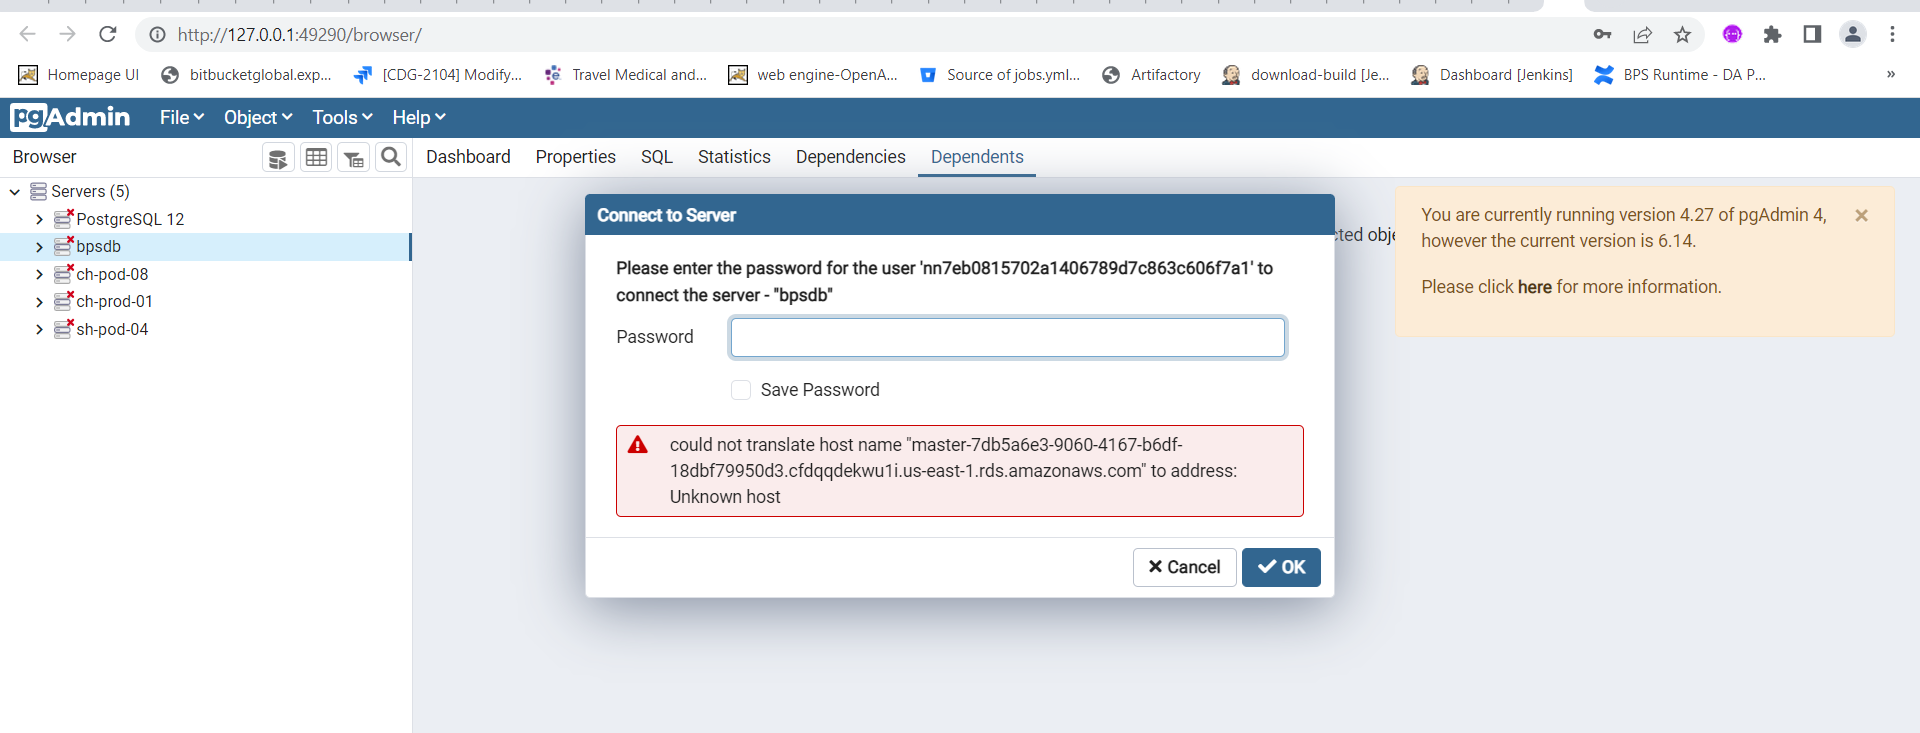 http://127.0.0.1:49290/browser/
Homepage UI bitbucketglobal.exp... [CDG-2104] Modify,... Travel Medical and... web engine-OpenA... Source of jobs.yml,... Artifactory download-build [Je... Dashboard [Jenkins] BPS Runtime - DA P... »
pgAdmin File Object Tools Help
Browser Dashboard Properties SQL Statistics Dependencies Dependents
Servers (5)
PostgreSQL 12
bpsdb
ch-pod-08
ch-prod-01
sh-pod-04
Connect to Server
Please enter the password for the user 'nn7eb0815702a1406789d7c863c606f7a1' to
connect the server - "bpsdb"
Password
Save Password
could not translate host name "master-7db5a6e3-9060-4167-b6df-
18dbf79950d3.cfdqqdekwu1i.us-east-1.rds.amazonaws.com" to address:
Unknown host
Cancel OK
You are currently running version 4.27 of pgAdmin 4,
however the current version is 6.14.
Please click here for more information.